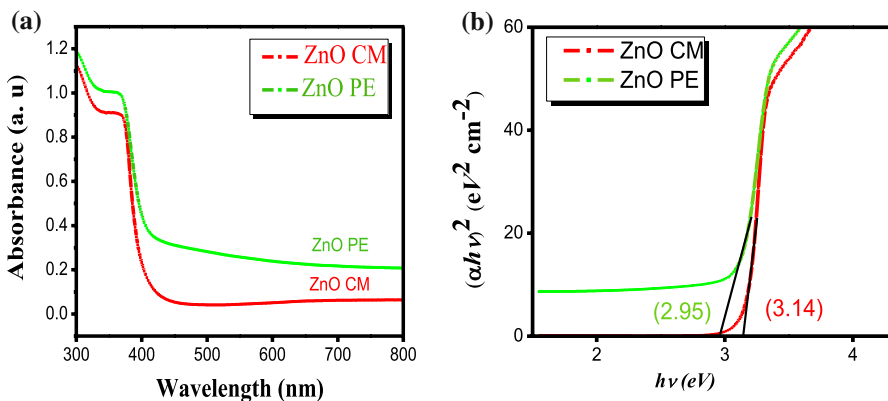 (a)
1.2
1.0
0.8
0.6
0.4
0.2
0.0
Absorbance (a. u)
ZnO CM
ZnO PE
ZnO PE
ZnO CM
300 400 500 600 700 800
Wavelength (nm)
(b)
60
40
20
0
(αhν)² (eV² cm⁻²)
ZnO CM
ZnO PE
(2.95) (3.14)
2 3 4
hν (eV)